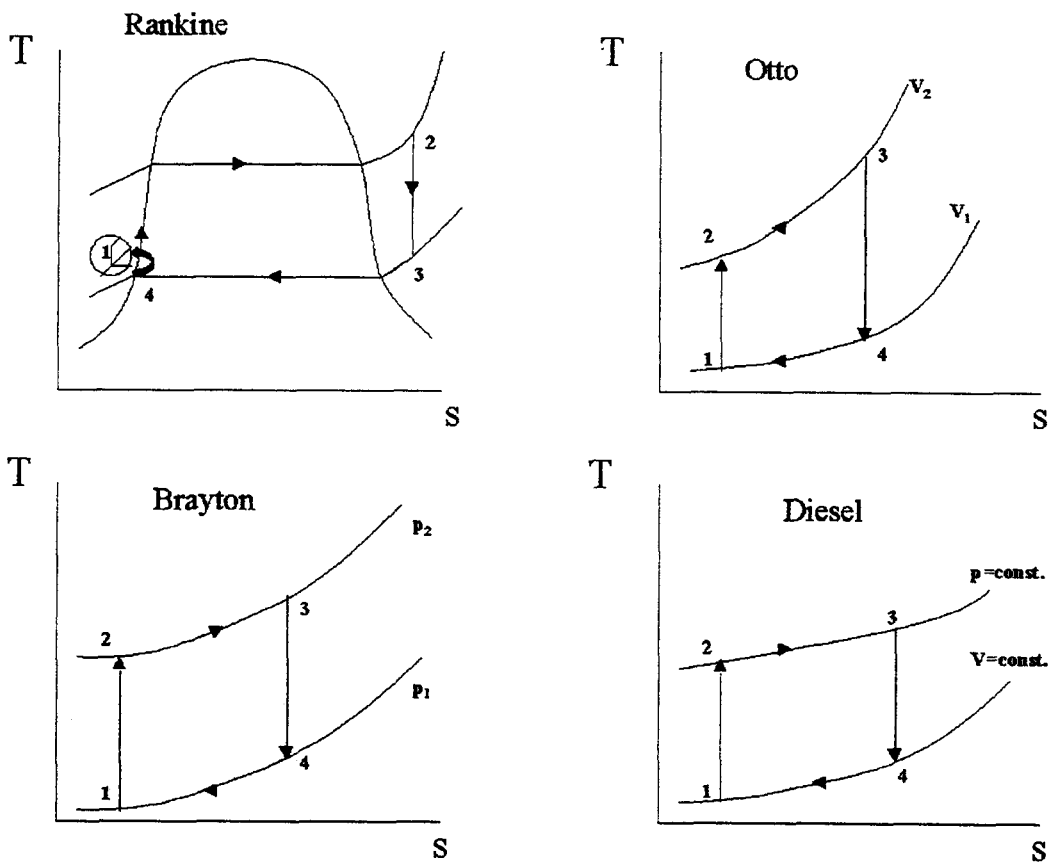 Rankine
T
2
1
3
4
S
Otto
T
V₂
3
V₁
2
1
4
S
Brayton
T
p₂
3
2
p₁
4
1
S
Diesel
T
p=const.
3
2
V=const.
4
1
S